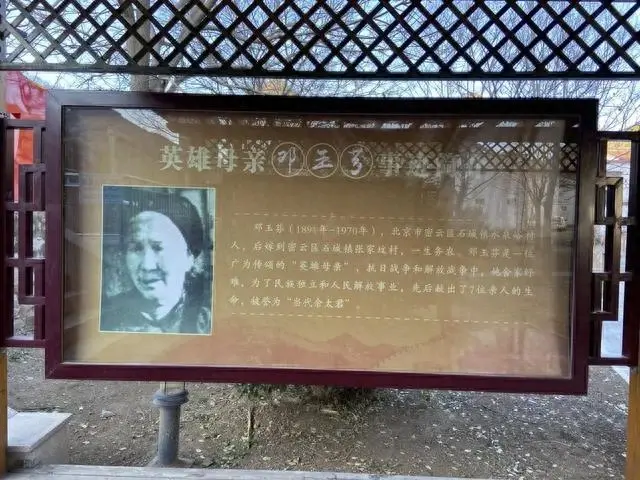 英雄母亲邓玉芬事迹简介
邓玉芬（1891年-1970年），北京市密云区石城镇水泉峪村
人，后嫁到密云区石城镇张家坟村，一生务农。邓玉芬是一位
广为传颂的“英雄母亲”，抗日战争和解放战争中，她舍家纾
难，为了民族独立和人民解放事业，先后献出了7位亲人的生
命，被誉为“当代佘太君”。